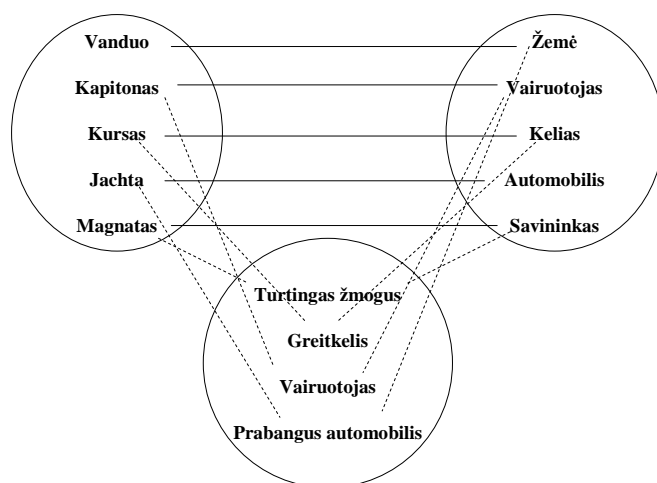 Vanduo
Kapitonas
Kursas
Jachta
Magnatas
Žemė
Vairuotojas
Kelias
Automobilis
Savininkas
Turtingas žmogus
Greitkelis
Vairuotojas
Prabangus automobilis